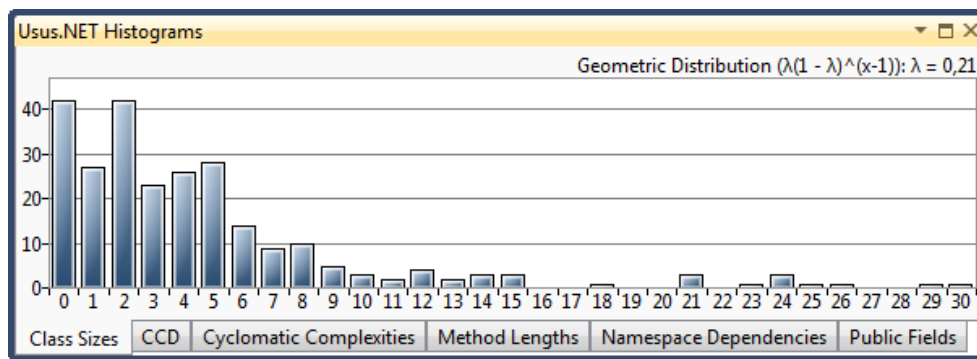 Usus.NET Histograms
Geometric Distribution (λ(1 - λ)^(x-1)): λ = 0,21
40
30
20
10
0
0 1 2 3 4 5 6 7 8 9 10 11 12 13 14 15 16 17 18 19 20 21 22 23 24 25 26 27 28 29 30
Class Sizes CCD Cyclomatic Complexities Method Lengths Namespace Dependencies Public Fields